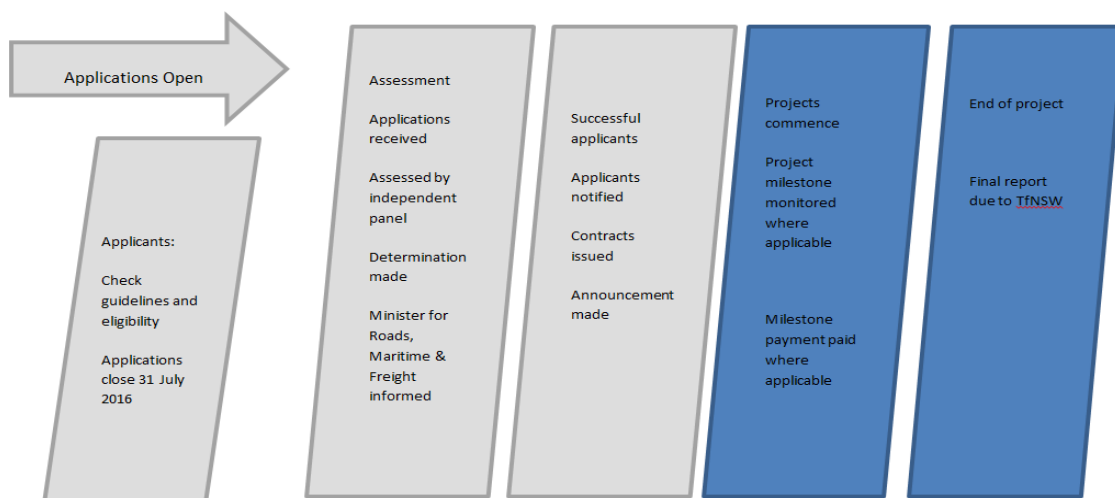 Applications Open
Applicants:
Check
guidelines and
eligibility
Applications
close 31 July
2016
Assessment
Applications
received
Assessed by
independent
panel
Determination
made
Minister for
Roads,
Maritime &
Freight
informed
Successful
applicants
Applicants
notified
Contracts
issued
Announcement
made
Projects
commence
Project
milestone
monitored
where
applicable
Milestone
payment paid
where
applicable
End of project
Final report
due to TfNSW